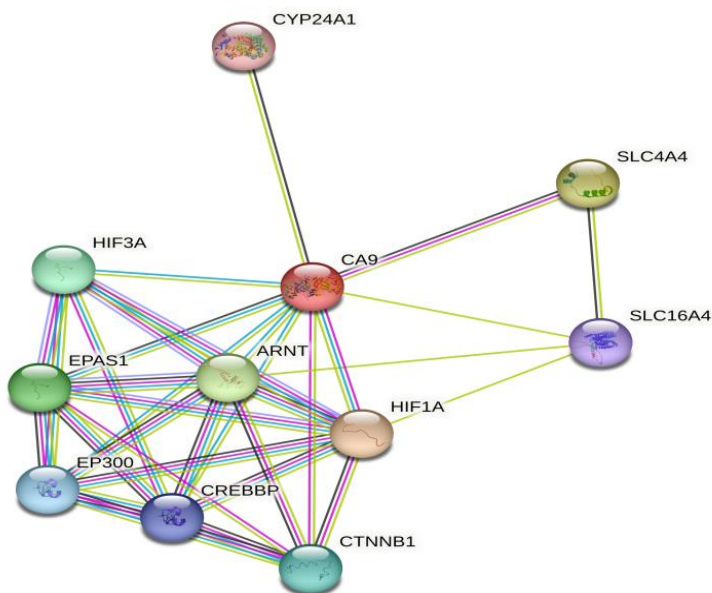 CYP24A1
SLC4A4
HIF3A
CA9
SLC16A4
EPAS1
ARNT
HIF1A
EP300
CREBBP
CTNNB1